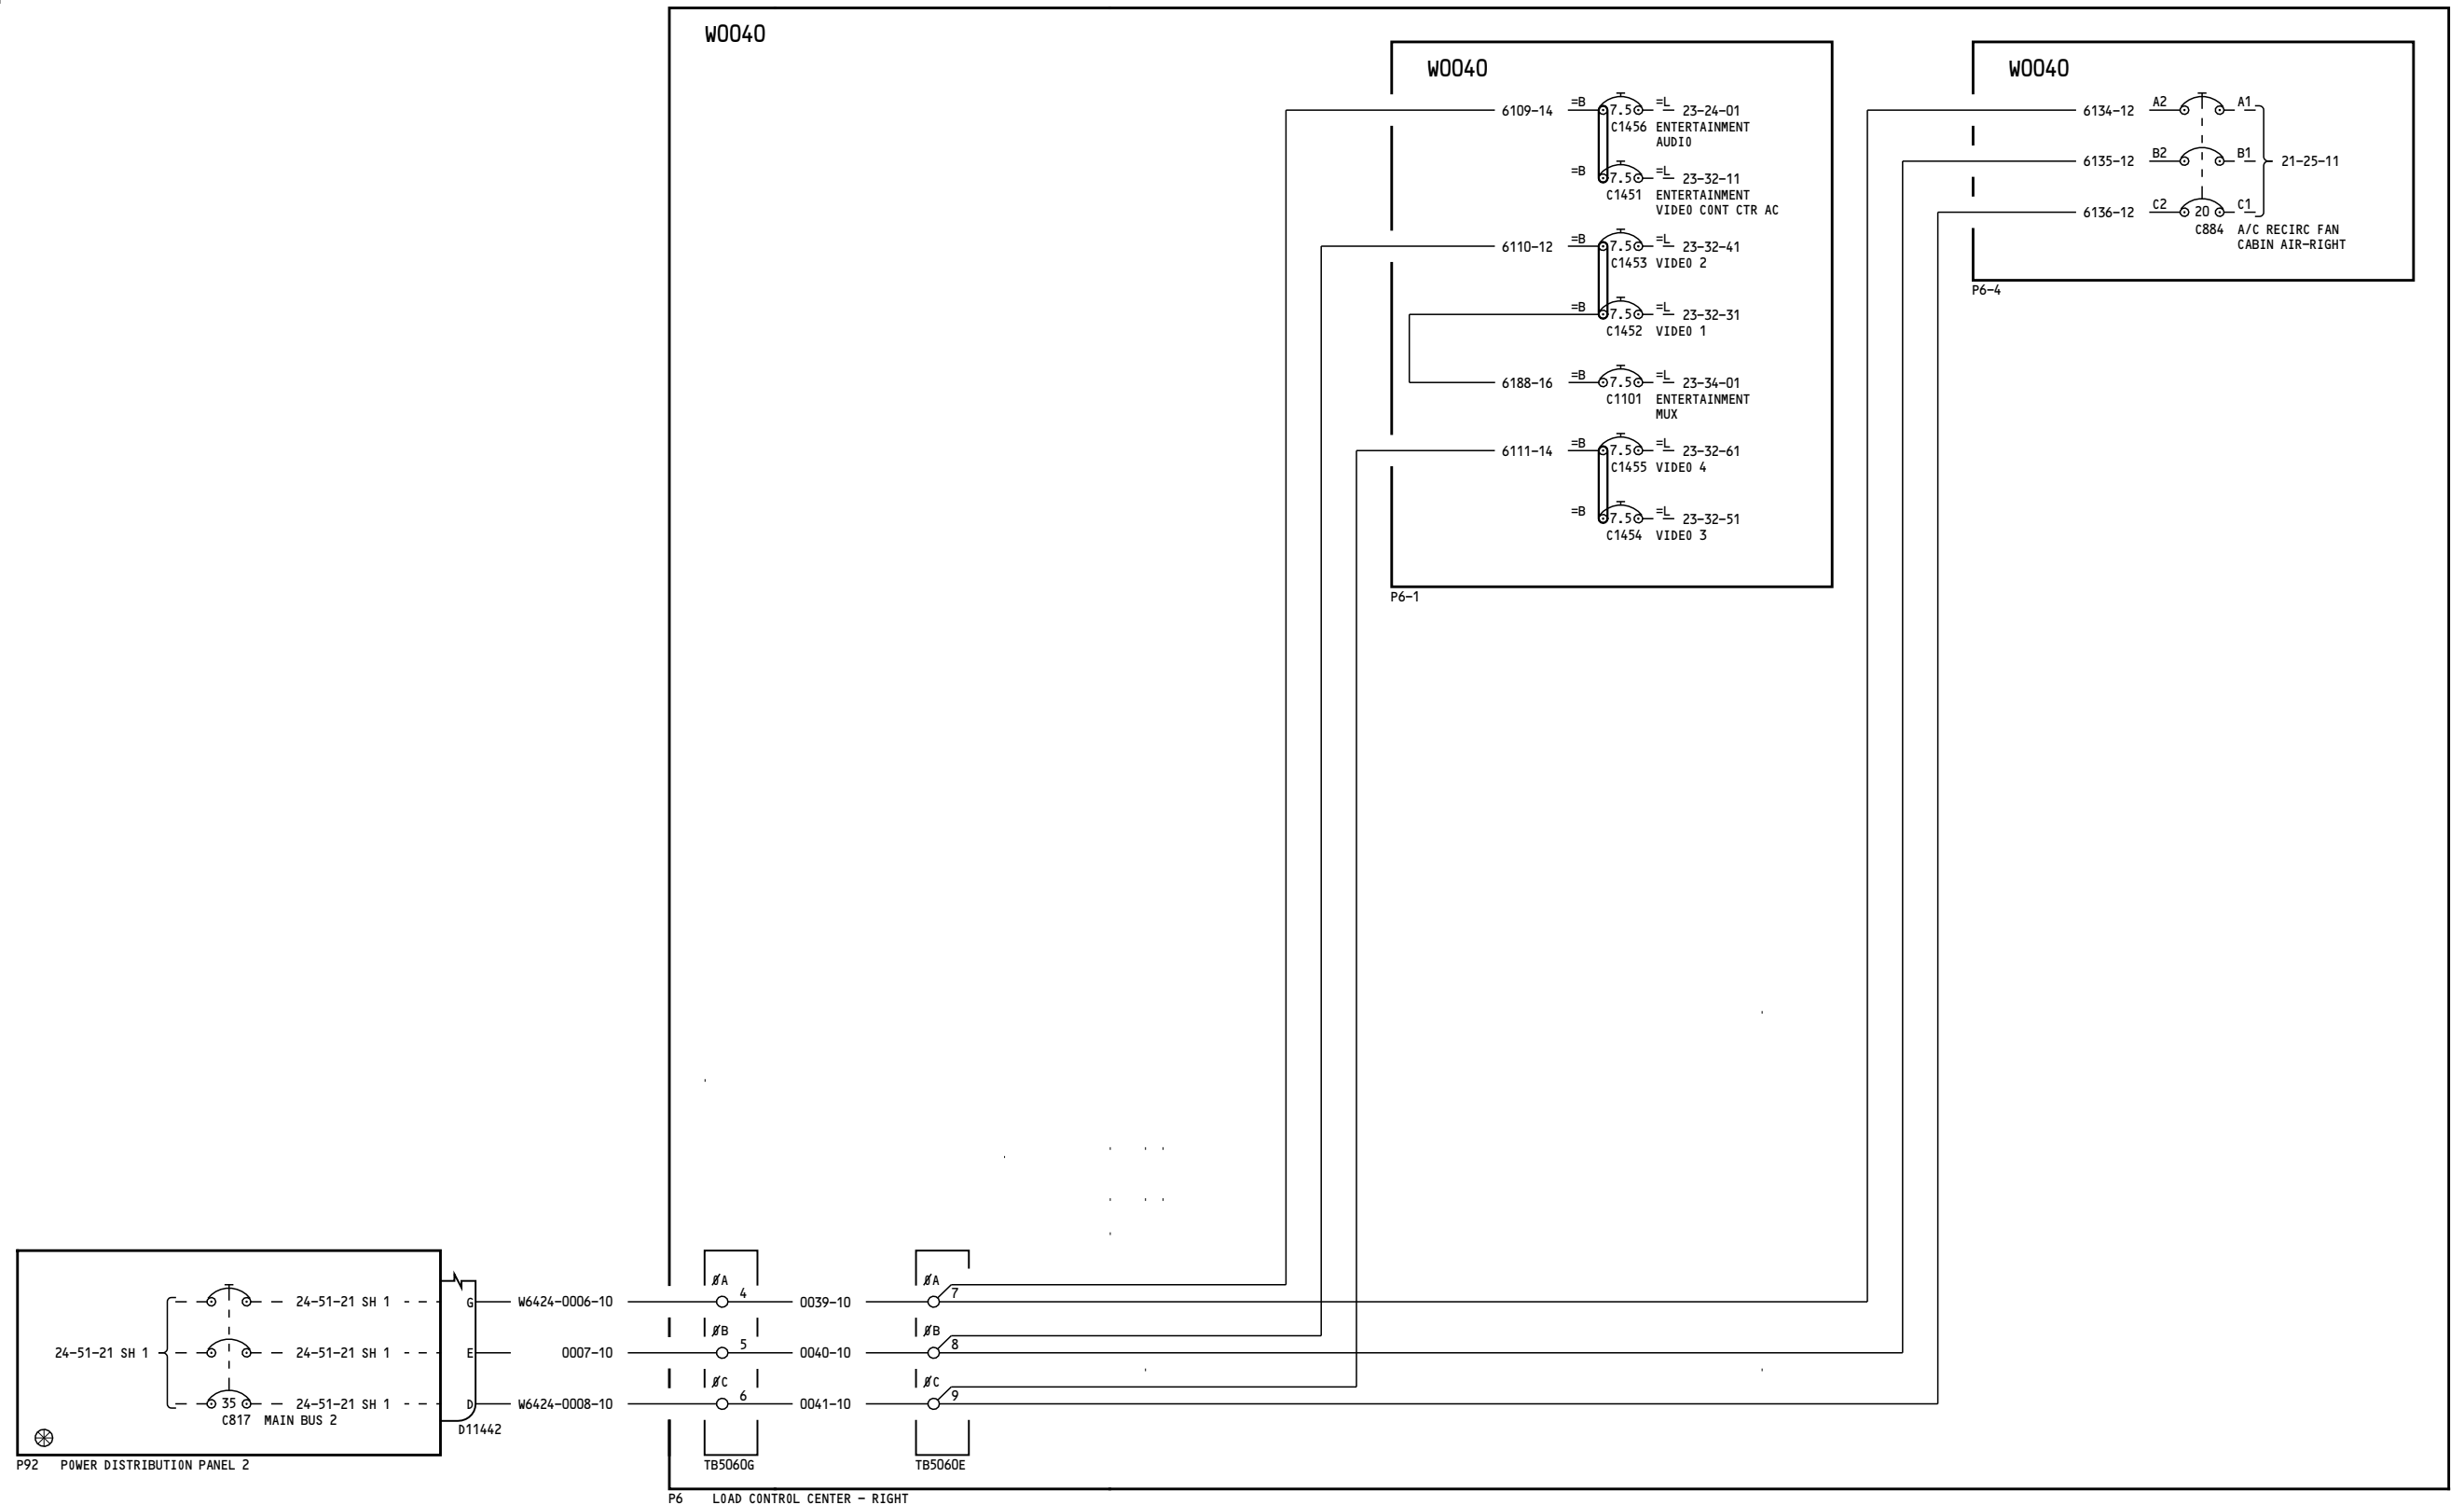 W0040
W0040
6109-14 =B 7.5 =L 23-24-01
C1456 ENTERTAINMENT
AUDIO
=B 7.5 =L 23-32-11
C1451 ENTERTAINMENT
VIDEO CONT CTR AC
6110-12 =B 7.5 =L 23-32-41
C1453 VIDEO 2
=B 7.5 =L 23-32-31
C1452 VIDEO 1
6188-16 =B 7.5 =L 23-34-01
C1101 ENTERTAINMENT
MUX
6111-14 =B 7.5 =L 23-32-61
C1455 VIDEO 4
=B 7.5 =L 23-32-51
C1454 VIDEO 3
P6-1
W0040
6134-12 A2 A1
6135-12 B2 B1 21-25-11
6136-12 C2 20 C1
C884 A/C RECIRC FAN
CABIN AIR-RIGHT
P6-4
24-51-21 SH 1
24-51-21 SH 1 G W6424-0006-10
24-51-21 SH 1 E 0007-10
35 24-51-21 SH 1 D W6424-0008-10
C817 MAIN BUS 2
D11442
P92 POWER DISTRIBUTION PANEL 2
ØA
4 0039-10
ØB
5 0040-10
ØC
6 0041-10
TB5060G
ØA
7
ØB
8
ØC
9
TB5060E
P6 LOAD CONTROL CENTER - RIGHT